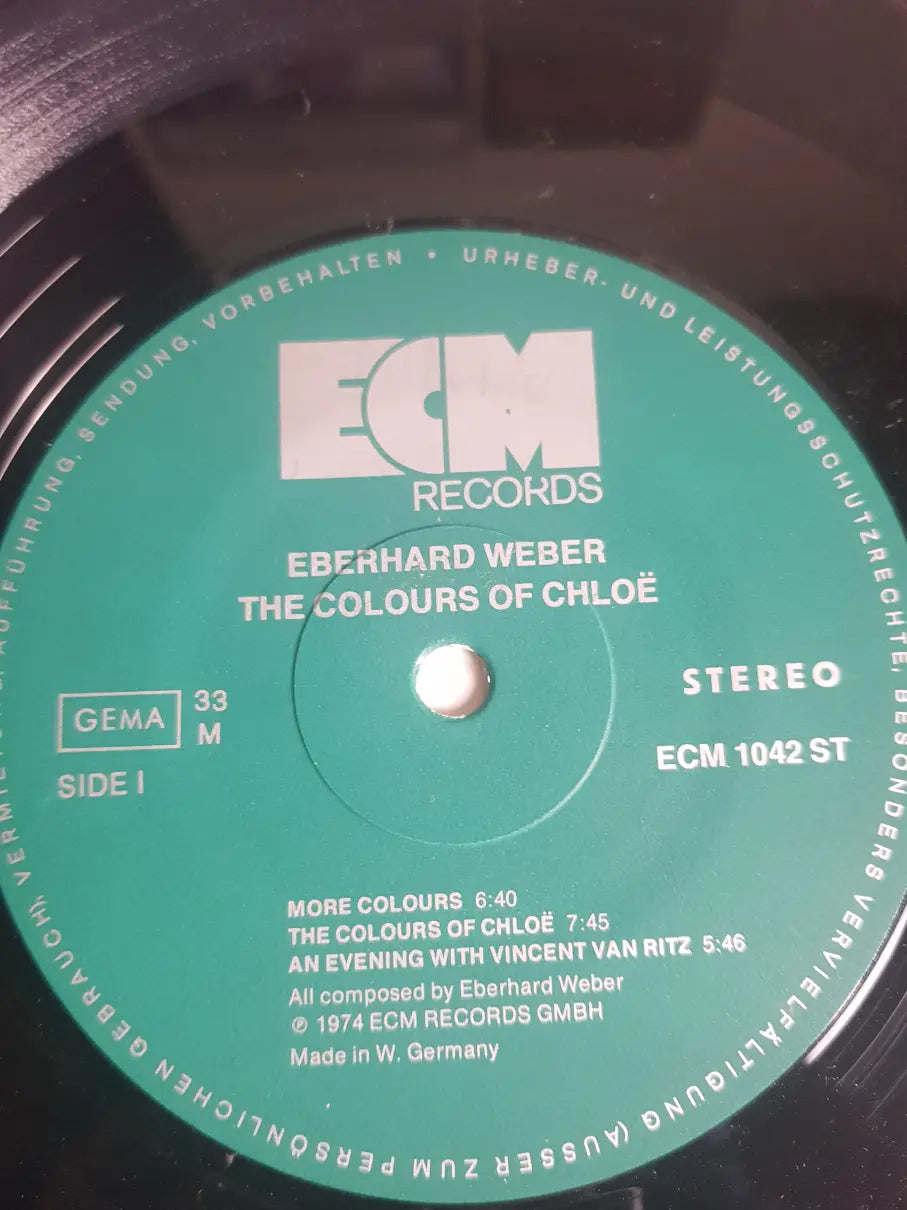 URHEBER- UND LEISTUNGSSCHUTZRECHTE, BESONDERS VERVIELFÄLTIGUNG (AUSSER ZUM PERSÖNLICHEN GEBRAUCH), AUFFÜHRUNG, SENDUNG, VORBEHALTEN •
ECM
RECORDS
EBERHARD WEBER
THE COLOURS OF CHLOË
GEMA
33
M
SIDE I
STEREO
ECM 1042 ST
MORE COLOURS 6:40
THE COLOURS OF CHLOË 7:45
AN EVENING WITH VINCENT VAN RITZ 5:46
All composed by Eberhard Weber
℗ 1974 ECM RECORDS GMBH
Made in W. Germany